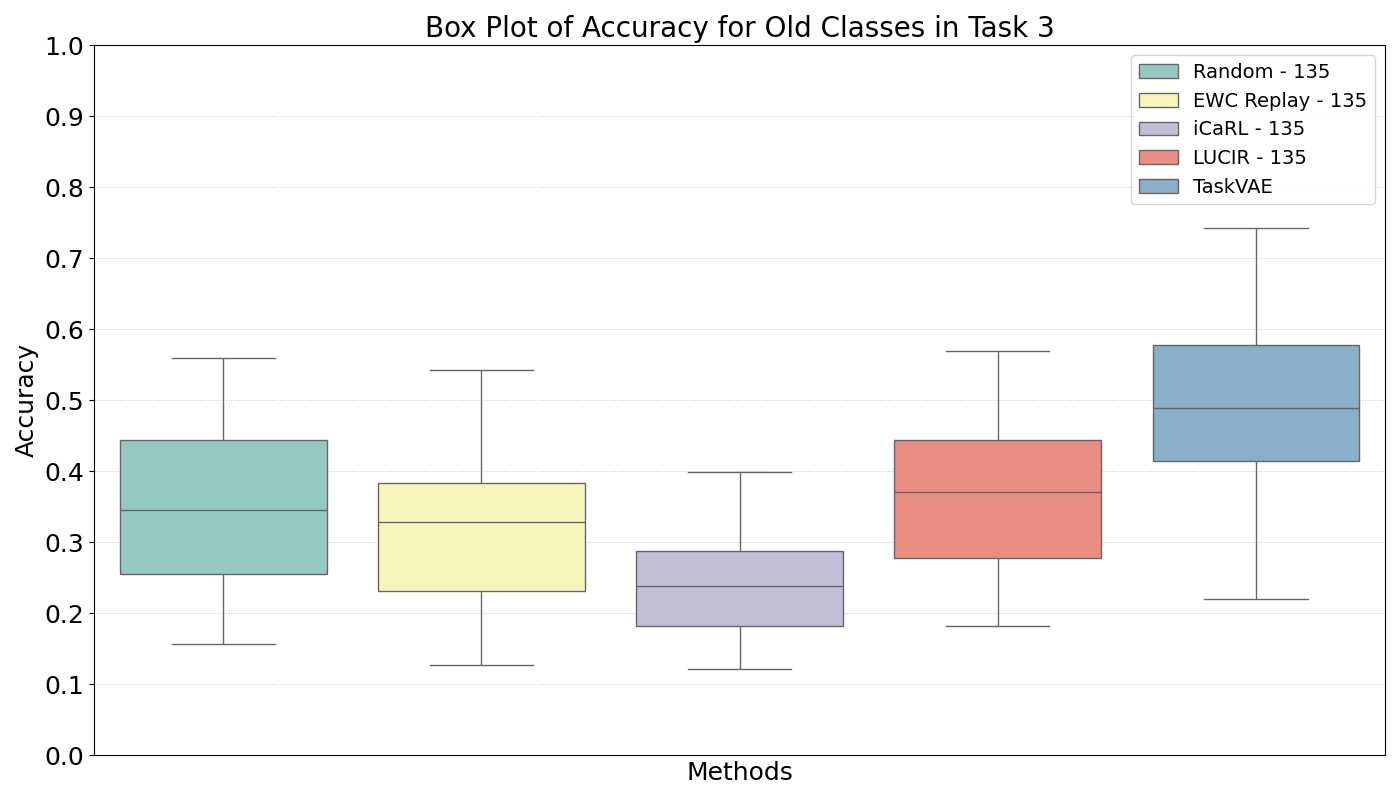 Box Plot of Accuracy for Old Classes in Task 3
1.0
0.9
0.8
0.7
0.6
0.5
0.4
0.3
0.2
0.1
0.0
Accuracy
Methods
Random - 135
EWC Replay - 135
iCaRL - 135
LUCIR - 135
TaskVAE